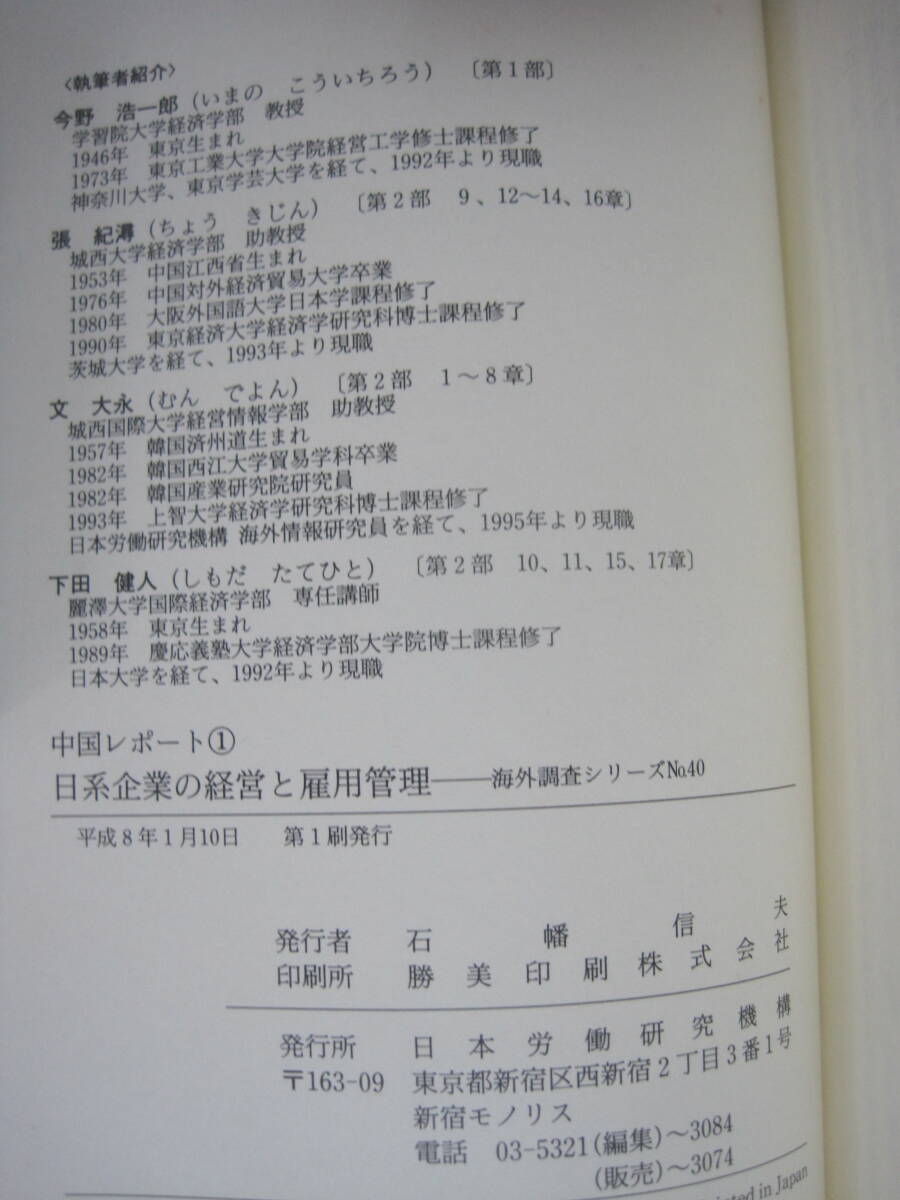 〈執筆者紹介〉
今野 浩一郎(いまの こういちろう) 〔第1部〕
学習院大学経済学部 教授
1946年 東京生まれ
1973年 東京工業大学大学院経営工学修士課程修了
神奈川大学、東京学芸大学を経て、1992年より現職
張 紀潯(ちょう きじん) 〔第2部 9、12〜14、16章〕
城西大学経済学部 助教授
1953年 中国江西省生まれ
1976年 中国対外経済貿易大学卒業
1980年 大阪外国語大学日本学課程修了
1990年 東京経済大学経済学研究科博士課程修了
茨城大学を経て、1993年より現職
文 大永(むん でよん) 〔第2部 1〜8章〕
城西国際大学経営情報学部 助教授
1957年 韓国済州道生まれ
1982年 韓国西江大学貿易学科卒業
1982年 韓国産業研究院研究員
1993年 上智大学経済学研究科博士課程修了
日本労働研究機構 海外情報研究員を経て、1995年より現職
下田 健人(しもだ たてひと) 〔第2部 10、11、15、17章〕
麗澤大学国際経済学部 専任講師
1958年 東京生まれ
1989年 慶応義塾大学経済学部大学院博士課程修了
日本大学を経て、1992年より現職
中国レポート①
日系企業の経営と雇用管理――海外調査シリーズ№40
平成8年1月10日 第1刷発行
発行者 石幡信夫
印刷所 勝美印刷株式会社
発行所 日本労働研究機構
〒163-09 東京都新宿区西新宿2丁目3番1号
新宿モノリス
電話 03-5321(編集)〜3084
(販売)〜3074
Printed in Japan